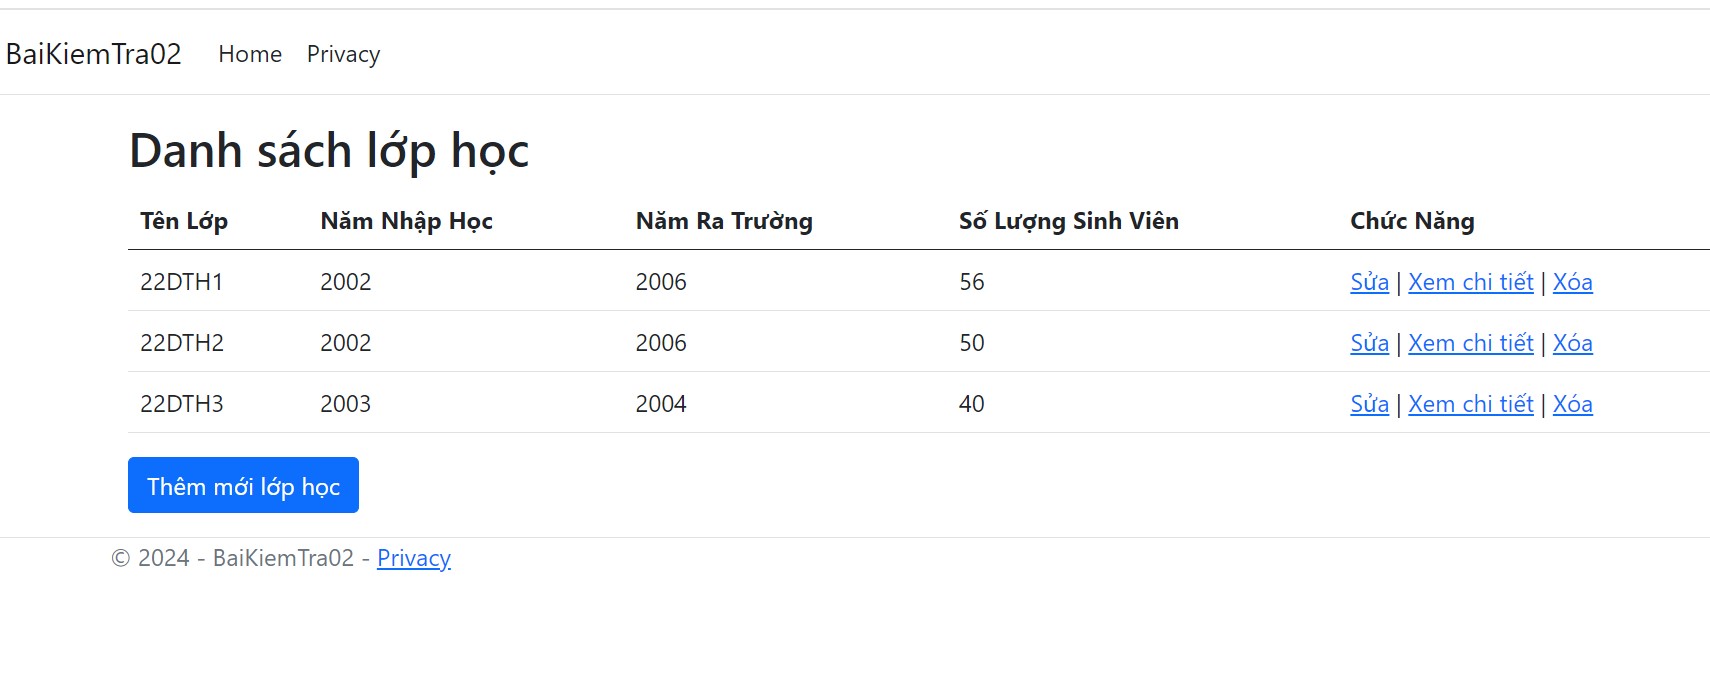 BaiKiemTra02 Home Privacy
Danh sách lớp học
Tên Lớp Năm Nhập Học Năm Ra Trường Số Lượng Sinh Viên Chức Năng
22DTH1 2002 2006 56 Sửa | Xem chi tiết | Xóa
22DTH2 2002 2006 50 Sửa | Xem chi tiết | Xóa
22DTH3 2003 2004 40 Sửa | Xem chi tiết | Xóa
Thêm mới lớp học
© 2024 - BaiKiemTra02 - Privacy